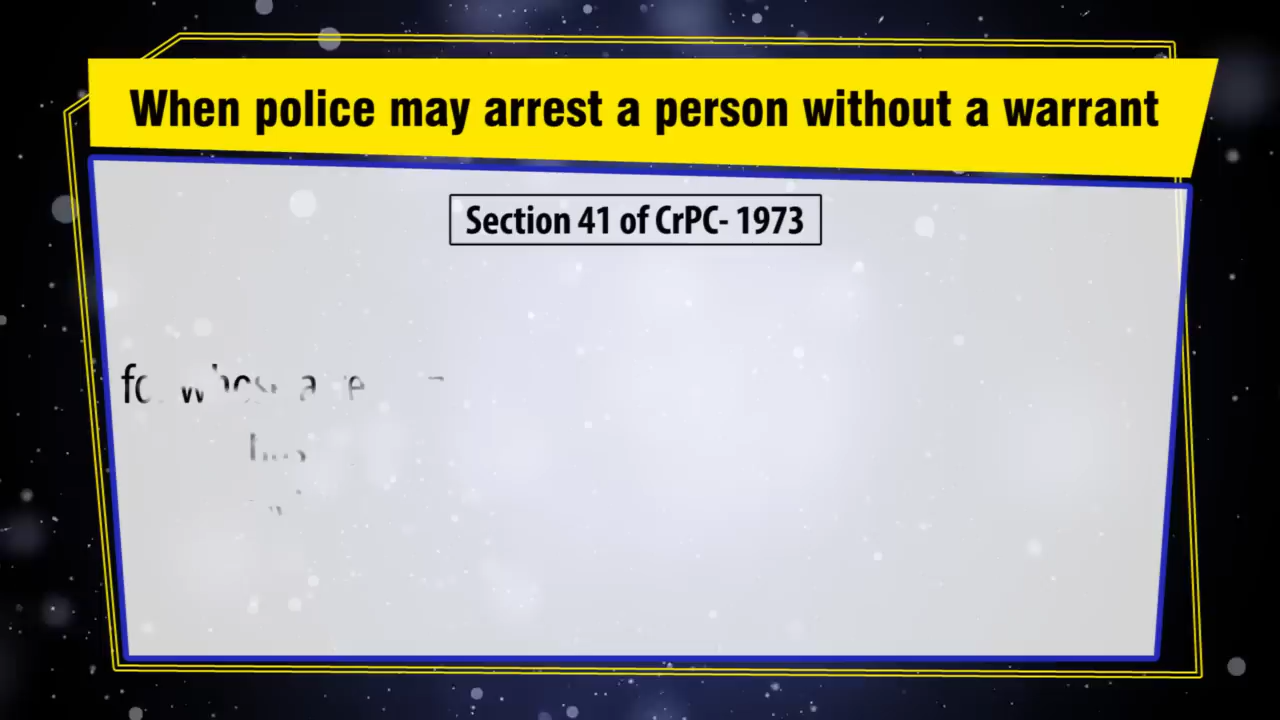 When police may arrest a person without a warrant
Section 41 of CrPC- 1973